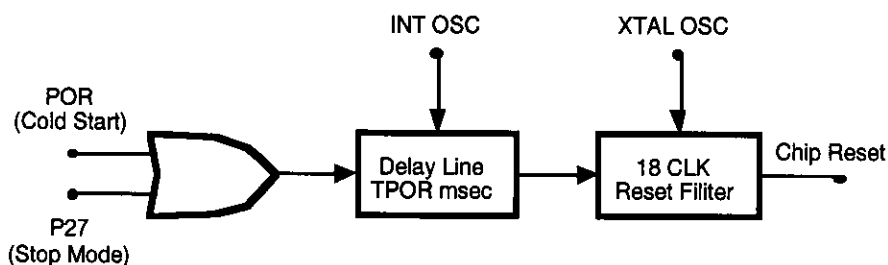 INT OSC
XTAL OSC
POR
(Cold Start)
Delay Line
TPOR msec
18 CLK
Reset Filiter
Chip Reset
P27
(Stop Mode)